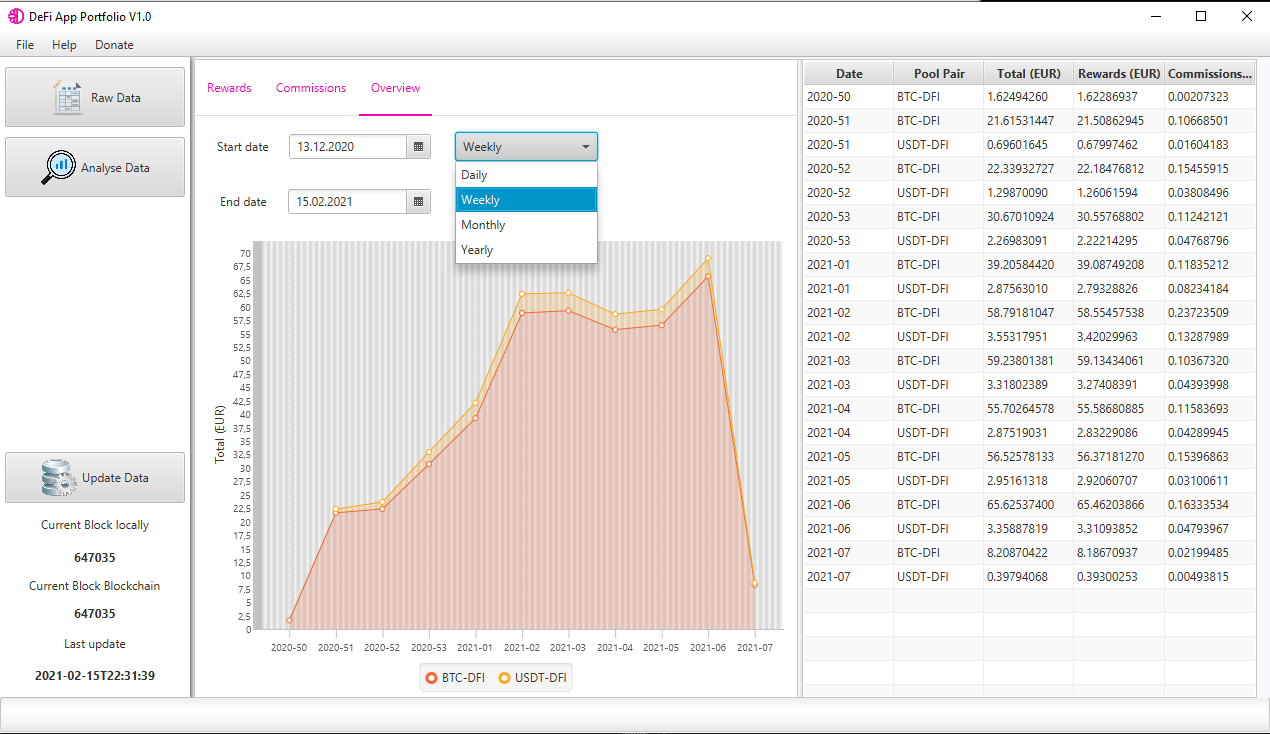 DeFi App Portfolio V1.0
File Help Donate
Raw Data
Analyse Data
Update Data
Current Block locally
647035
Current Block Blockchain
647035
Last update
2021-02-15T22:31:39
Rewards Commissions Overview
Start date 13.12.2020 Weekly
Daily
Weekly
Monthly
Yearly
End date 15.02.2021
Total (EUR)
70
67,5
65
62,5
60
57,5
55
52,5
50
47,5
45
42,5
40
37,5
35
32,5
30
27,5
25
22,5
20
17,5
15
12,5
10
7,5
5
2,5
0
2020-50 2020-51 2020-52 2020-53 2021-01 2021-02 2021-03 2021-04 2021-05 2021-06 2021-07
BTC-DFI USDT-DFI
Date Pool Pair Total (EUR) Rewards (EUR) Commissions...
2020-50 BTC-DFI 1.62494260 1.62286937 0.00207323
2020-51 BTC-DFI 21.61531447 21.50862945 0.10668501
2020-51 USDT-DFI 0.69601645 0.67997462 0.01604183
2020-52 BTC-DFI 22.33932727 22.18476812 0.15455915
2020-52 USDT-DFI 1.29870090 1.26061594 0.03808496
2020-53 BTC-DFI 30.67010924 30.55768802 0.11242121
2020-53 USDT-DFI 2.26983091 2.22214295 0.04768796
2021-01 BTC-DFI 39.20584420 39.08749208 0.11835212
2021-01 USDT-DFI 2.87563010 2.79328826 0.08234184
2021-02 BTC-DFI 58.79181047 58.55457538 0.23723509
2021-02 USDT-DFI 3.55317951 3.42029963 0.13287989
2021-03 BTC-DFI 59.23801381 59.13434061 0.10367320
2021-03 USDT-DFI 3.31802389 3.27408391 0.04393998
2021-04 BTC-DFI 55.70264578 55.58680885 0.11583693
2021-04 USDT-DFI 2.87519031 2.83229086 0.04289945
2021-05 BTC-DFI 56.52578133 56.37181270 0.15396863
2021-05 USDT-DFI 2.95161318 2.92060707 0.03100611
2021-06 BTC-DFI 65.62537400 65.46203866 0.16333534
2021-06 USDT-DFI 3.35887819 3.31093852 0.04793967
2021-07 BTC-DFI 8.20870422 8.18670937 0.02199485
2021-07 USDT-DFI 0.39794068 0.39300253 0.00493815